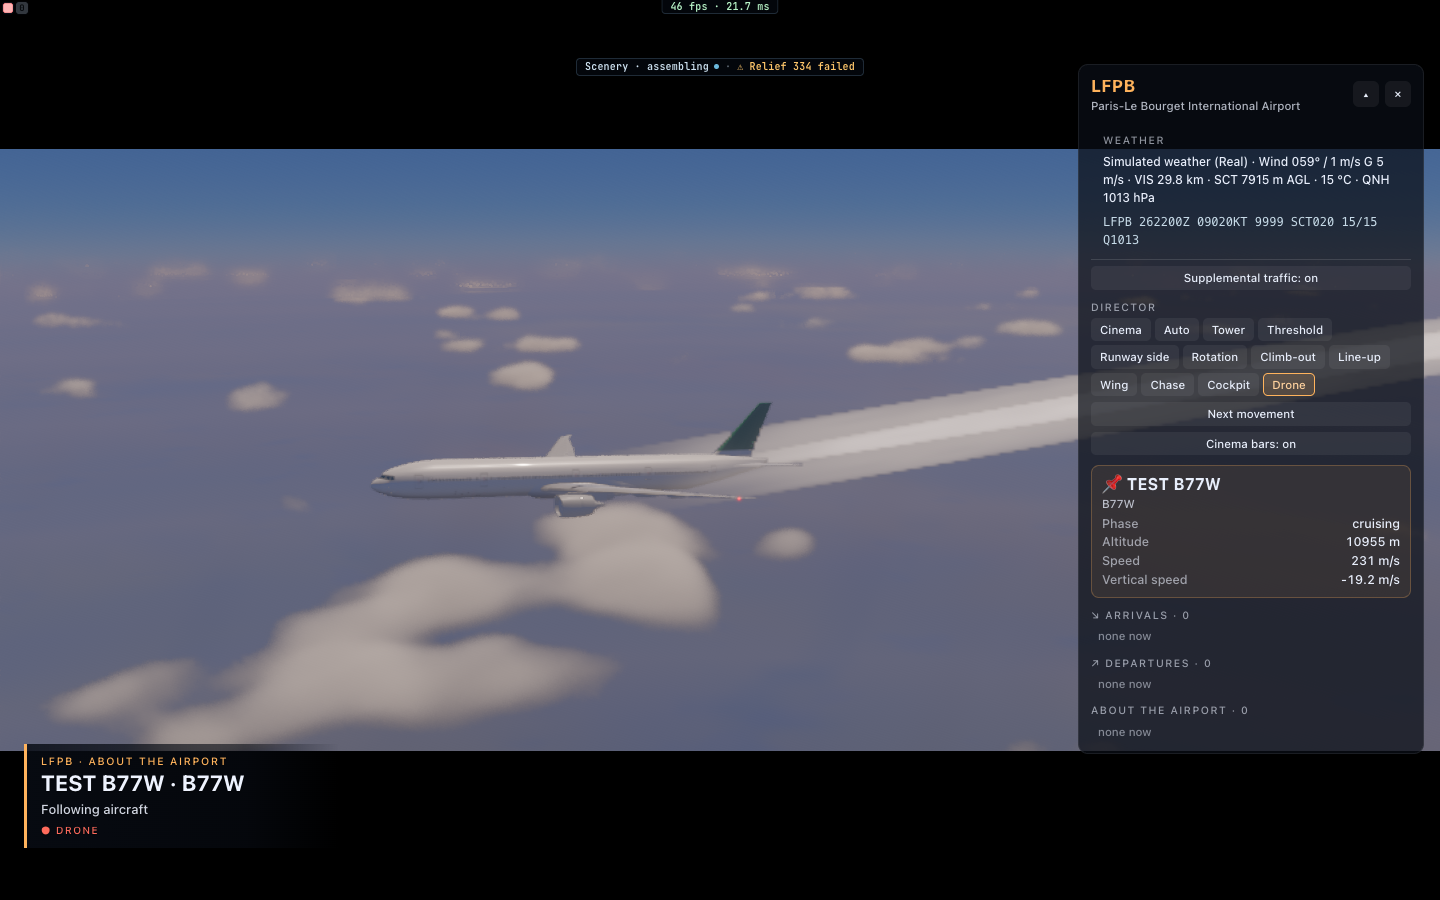 0
46 fps · 21.7 ms
Scenery · assembling · ⚠ Relief 334 failed
LFPB
Paris-Le Bourget International Airport
▲ ✕
WEATHER
Simulated weather (Real) · Wind 059° / 1 m/s G 5
m/s · VIS 29.8 km · SCT 7915 m AGL · 15 °C · QNH
1013 hPa
LFPB 262200Z 09020KT 9999 SCT020 15/15
Q1013
Supplemental traffic: on
DIRECTOR
Cinema Auto Tower Threshold
Runway side Rotation Climb-out Line-up
Wing Chase Cockpit Drone
Next movement
Cinema bars: on
📌 TEST B77W
B77W
Phase cruising
Altitude 10955 m
Speed 231 m/s
Vertical speed -19.2 m/s
↘ ARRIVALS · 0
none now
↗ DEPARTURES · 0
none now
ABOUT THE AIRPORT · 0
none now
LFPB · ABOUT THE AIRPORT
TEST B77W · B77W
Following aircraft
DRONE